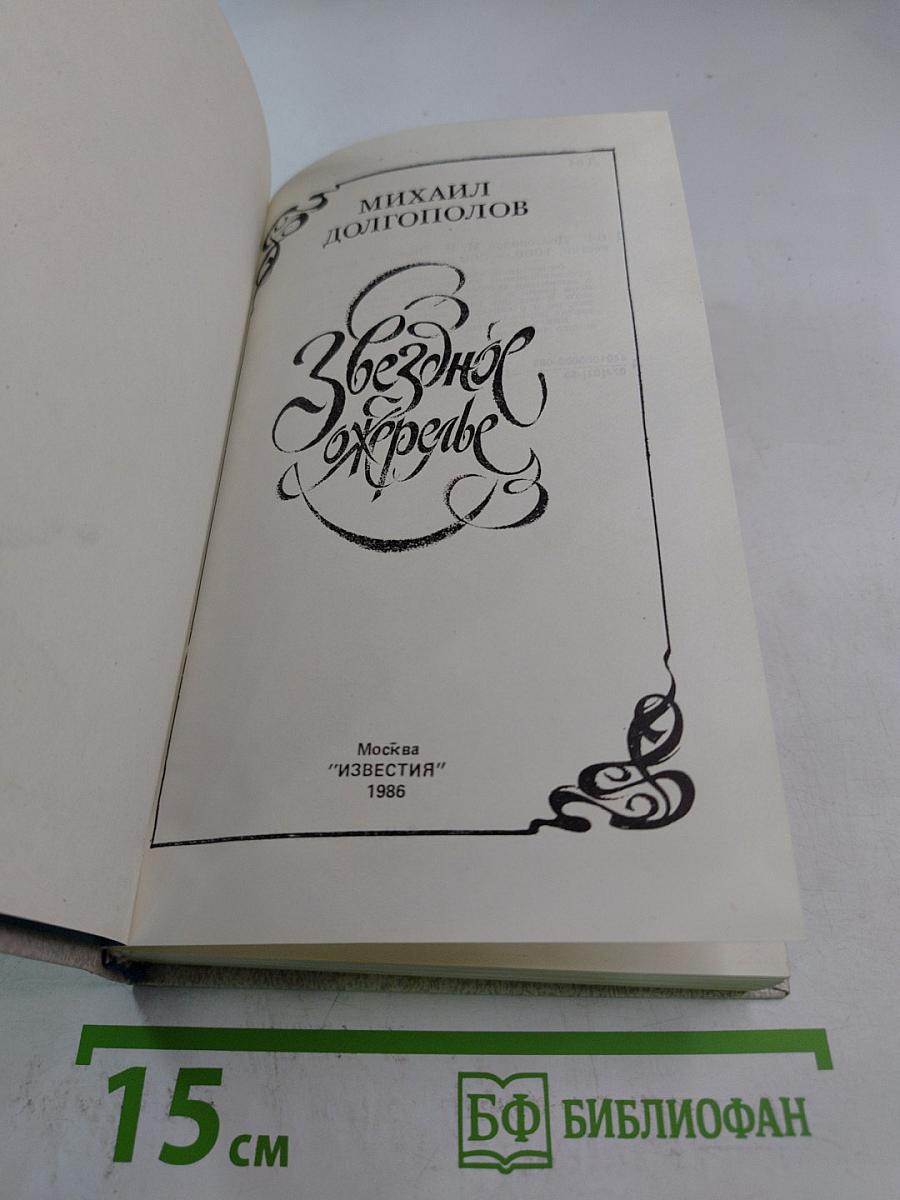 МИХАИЛ
ДОЛГОПОЛОВ
Звездное
ожерелье
Москва
"ИЗВЕСТИЯ"
1986
15 см
БФ БИБЛИОФАН